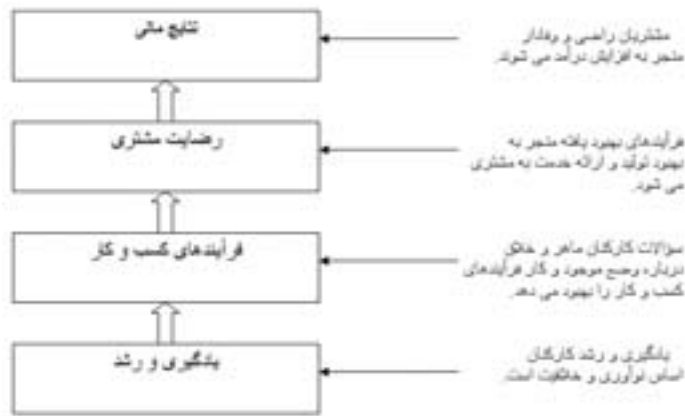 نتایج مالی
مشتریان راضی و وفادار
منجر به افزایش درآمد می شوند.
رضایت مشتری
فرآیندهای بهبود یافته منجر به
بهبود تولید و ارائه خدمت به مشتری
می شود.
فرآیندهای کسب و کار
سؤالات کارکنان ماهر و خلاق
درباره وضع موجود و کار فرآیندهای
کسب و کار را بهبود می دهد.
یادگیری و رشد
یادگیری و رشد کارکنان
اساس نوآوری و خلاقیت است.